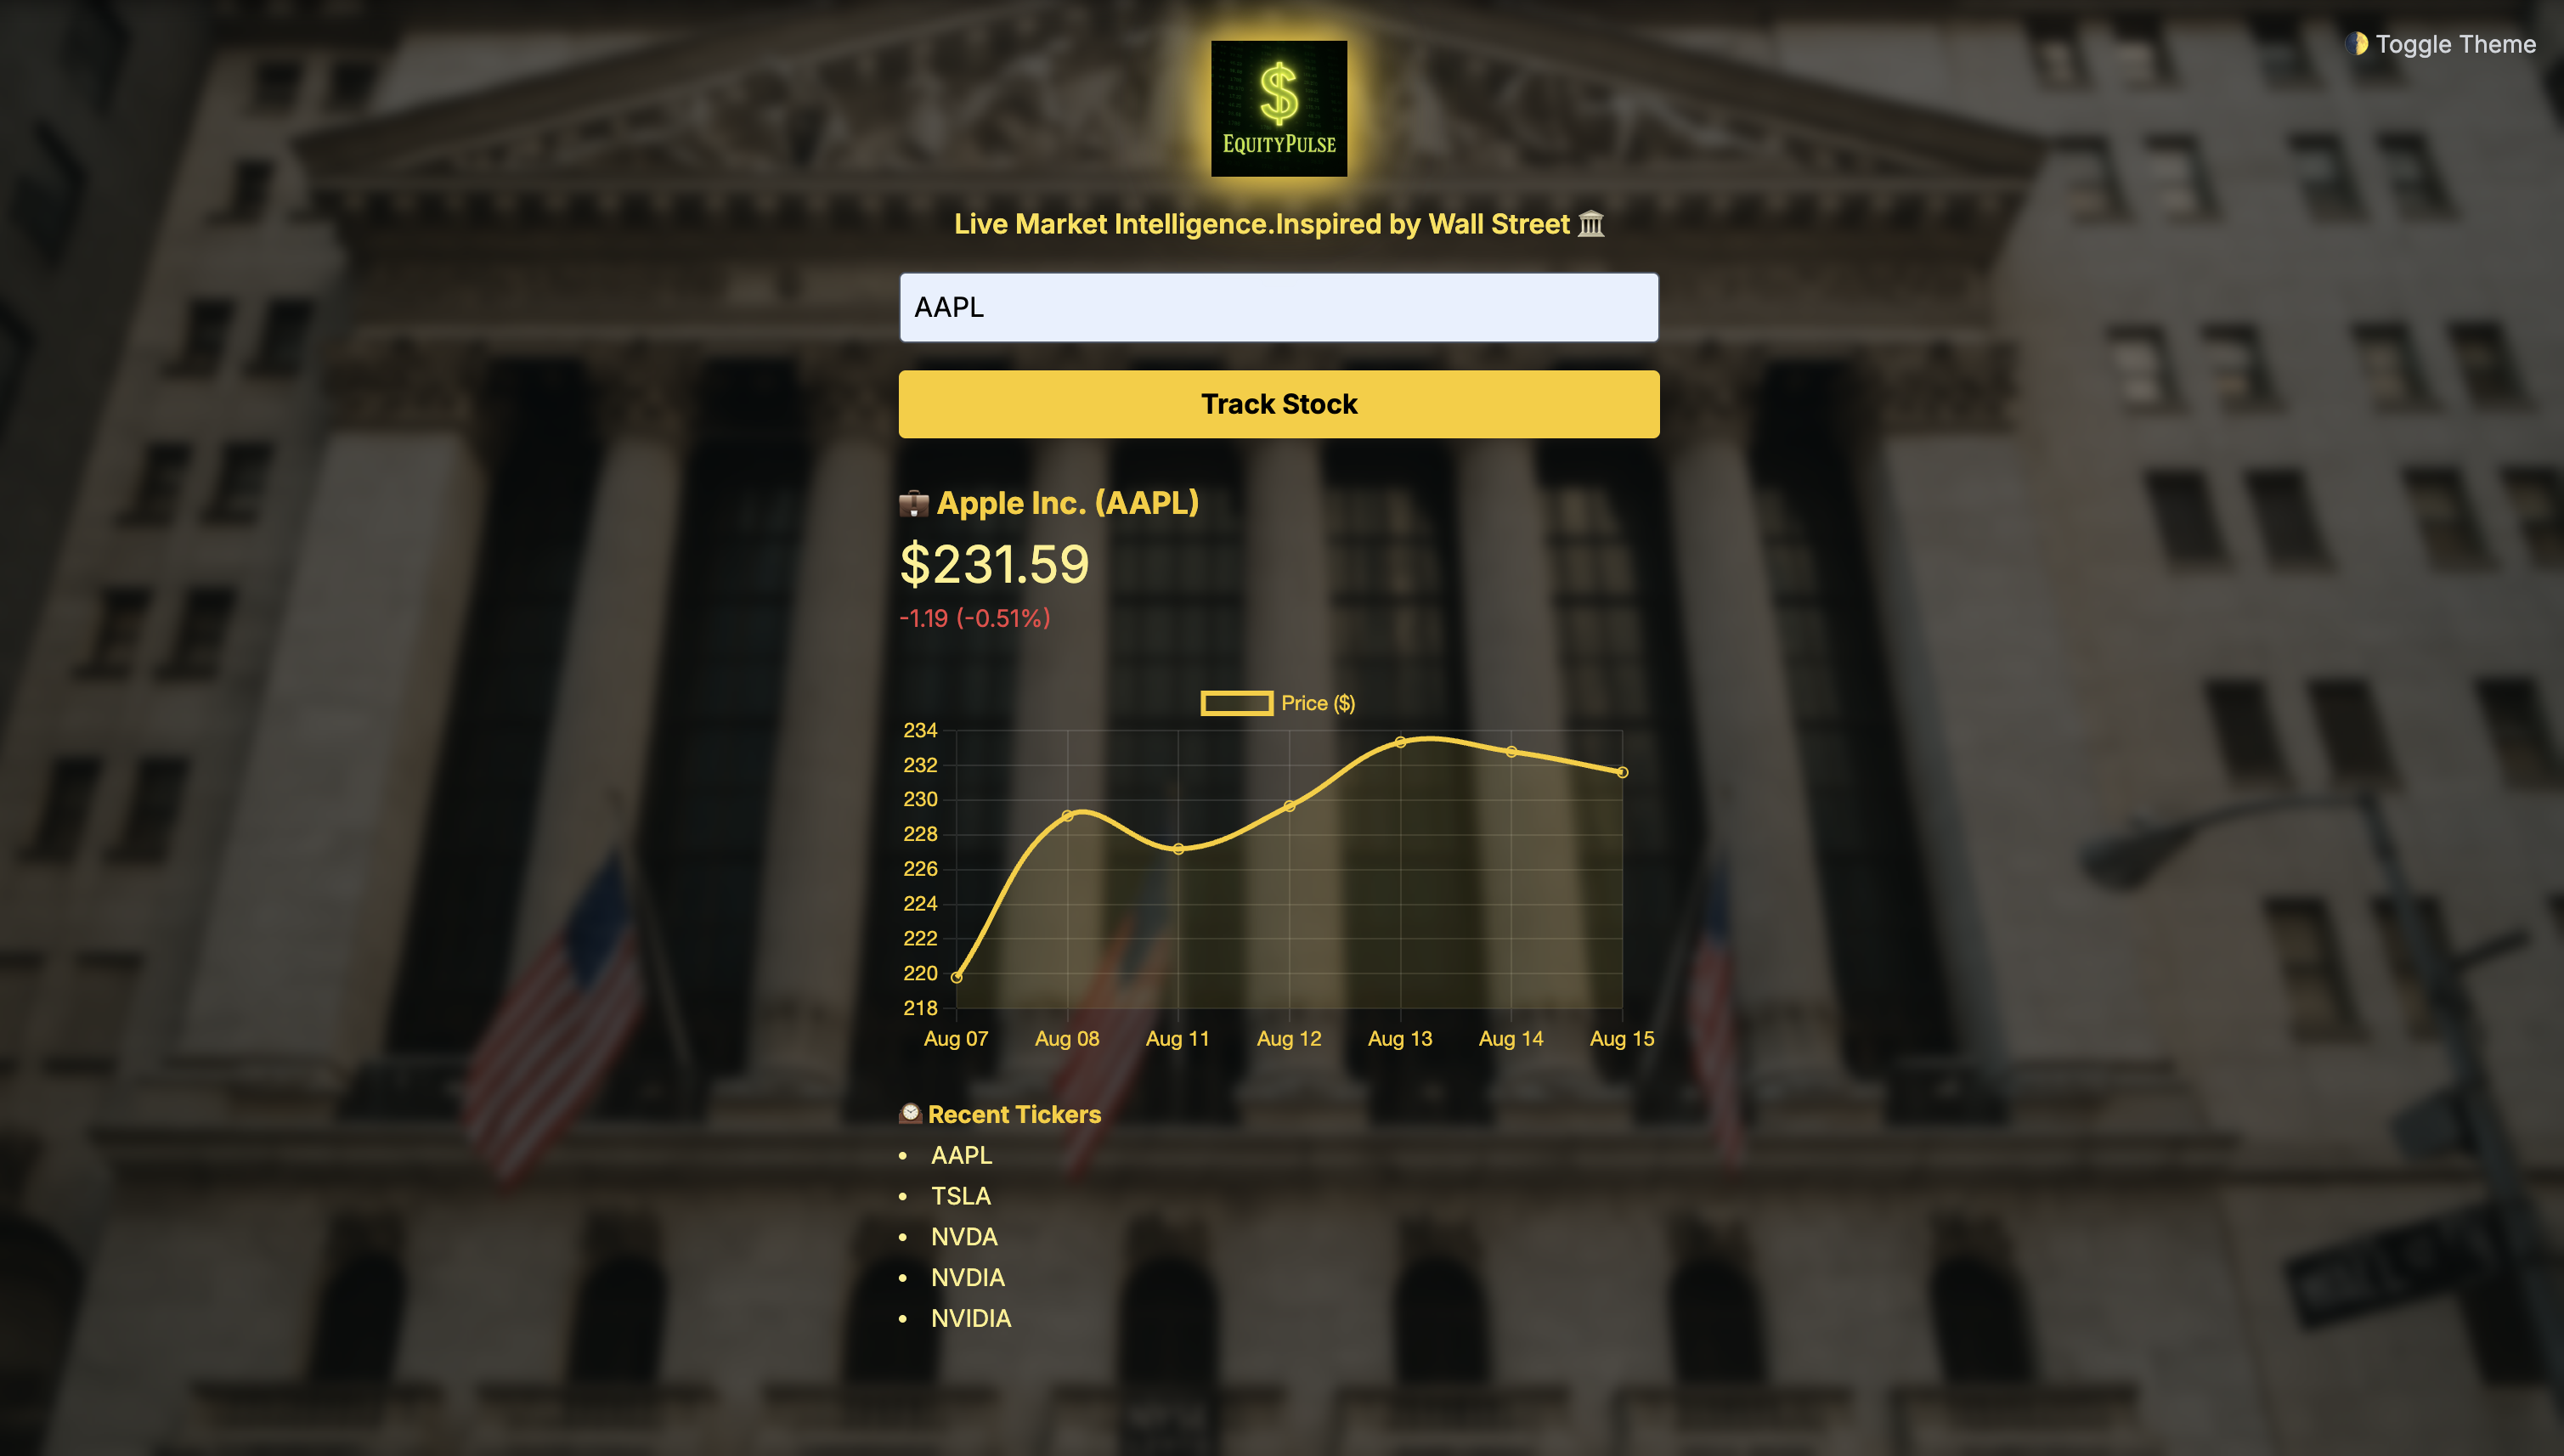 🌓 Toggle Theme
$
EQUITYPULSE
Live Market Intelligence.Inspired by Wall Street 🏛️
AAPL
Track Stock
💼 Apple Inc. (AAPL)
$231.59
-1.19 (-0.51%)
Price ($)
234
232
230
228
226
224
222
220
218
Aug 07 Aug 08 Aug 11 Aug 12 Aug 13 Aug 14 Aug 15
🕰️ Recent Tickers
• AAPL
• TSLA
• NVDA
• NVDIA
• NVIDIA